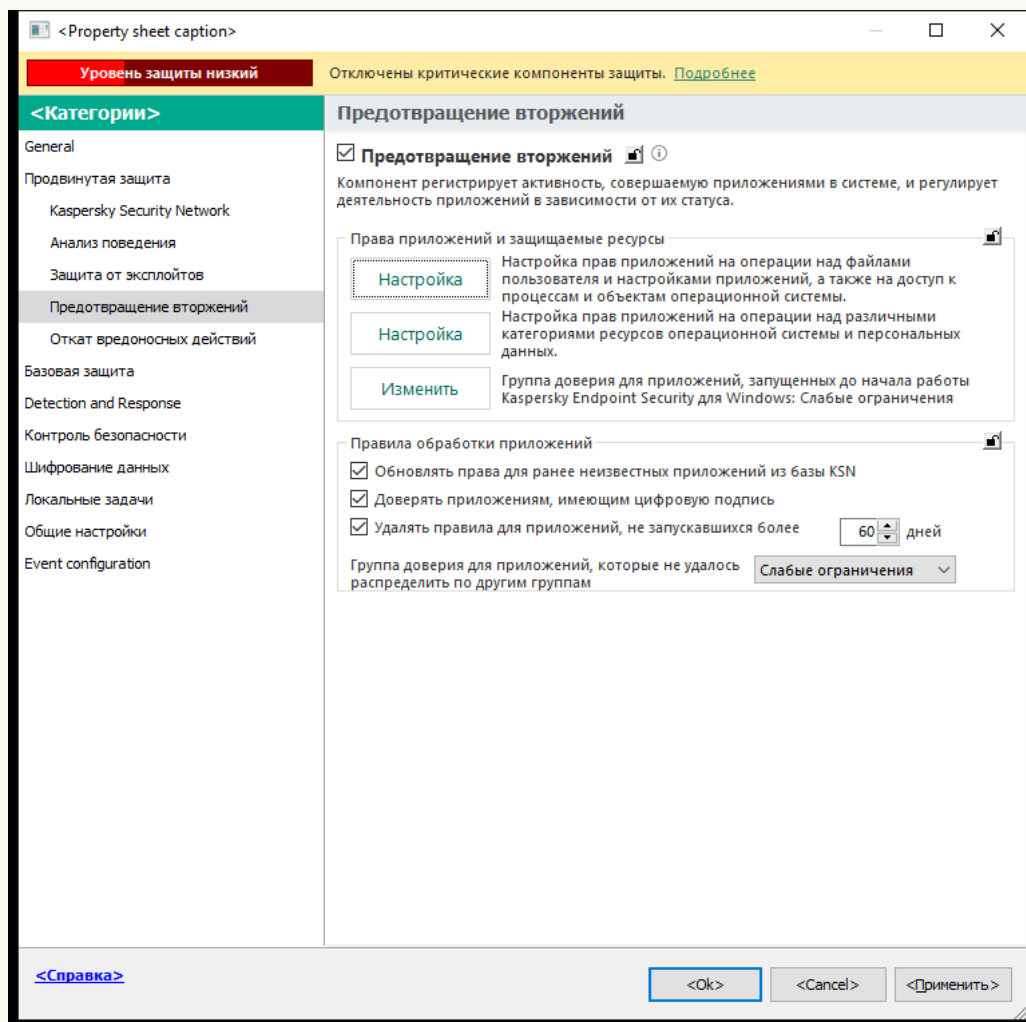 <Property sheet caption>
Уровень защиты низкий
Отключены критические компоненты защиты. Подробнее
<Категории>
General
Продвинутая защита
Kaspersky Security Network
Анализ поведения
Защита от эксплойтов
Предотвращение вторжений
Откат вредоносных действий
Базовая защита
Detection and Response
Контроль безопасности
Шифрование данных
Локальные задачи
Общие настройки
Event configuration
Предотвращение вторжений
Предотвращение вторжений
Компонент регистрирует активность, совершаемую приложениями в системе, и регулирует
деятельность приложений в зависимости от их статуса.
Права приложений и защищаемые ресурсы
Настройка
Настройка прав приложений на операции над файлами
пользователя и настройками приложений, а также на доступ к
процессам и объектам операционной системы.
Настройка
Настройка прав приложений на операции над различными
категориями ресурсов операционной системы и персональных
данных.
Изменить
Группа доверия для приложений, запущенных до начала работы
Kaspersky Endpoint Security для Windows: Слабые ограничения
Правила обработки приложений
Обновлять права для ранее неизвестных приложений из базы KSN
Доверять приложениям, имеющим цифровую подпись
Удалять правила для приложений, не запускавшихся более 60 дней
Группа доверия для приложений, которые не удалось
распределить по другим группам
Слабые ограничения
<Справка>
<Ok>
<Cancel>
<Применить>